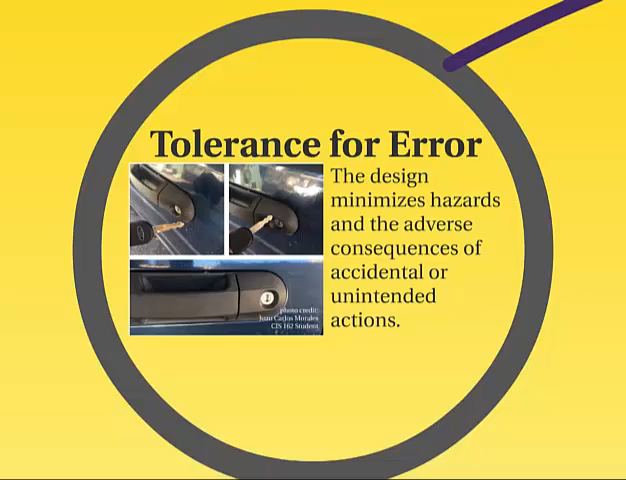 Tolerance for Error
The design
minimizes hazards
and the adverse
consequences of
accidental or
unintended
actions.
photo credit:
Juan Carlos Morales
CIS 162 Student